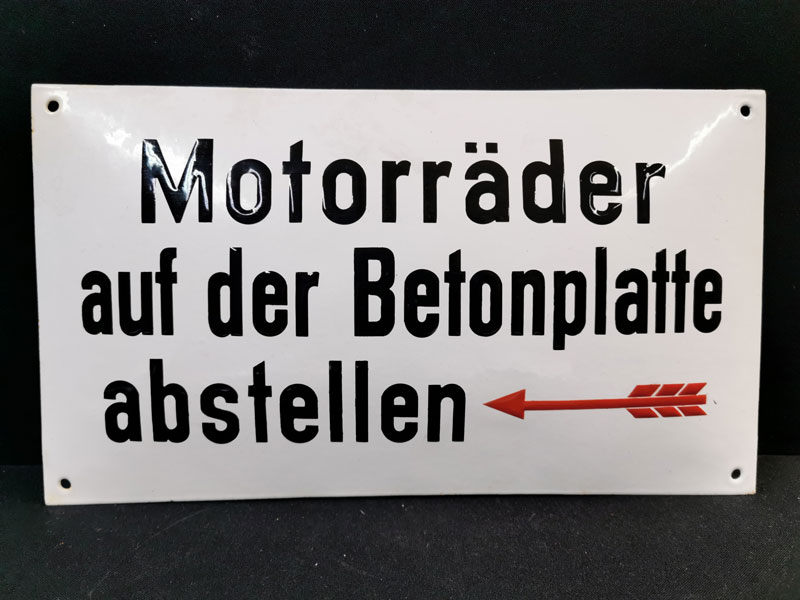 Motorräder
auf der Betonplatte
abstellen